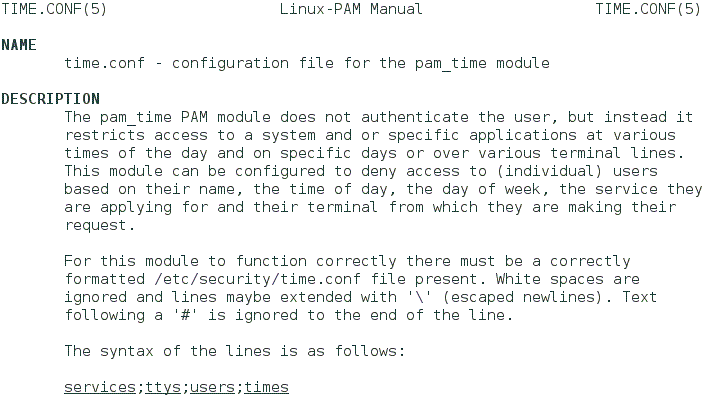 TIME.CONF(5) Linux-PAM Manual TIME.CONF(5)
NAME
time.conf - configuration file for the pam_time module
DESCRIPTION
The pam_time PAM module does not authenticate the user, but instead it
restricts access to a system and or specific applications at various
times of the day and on specific days or over various terminal lines.
This module can be configured to deny access to (individual) users
based on their name, the time of day, the day of week, the service they
are applying for and their terminal from which they are making their
request.
For this module to function correctly there must be a correctly
formatted /etc/security/time.conf file present. White spaces are
ignored and lines maybe extended with '\' (escaped newlines). Text
following a '#' is ignored to the end of the line.
The syntax of the lines is as follows:
services;ttys;users;times